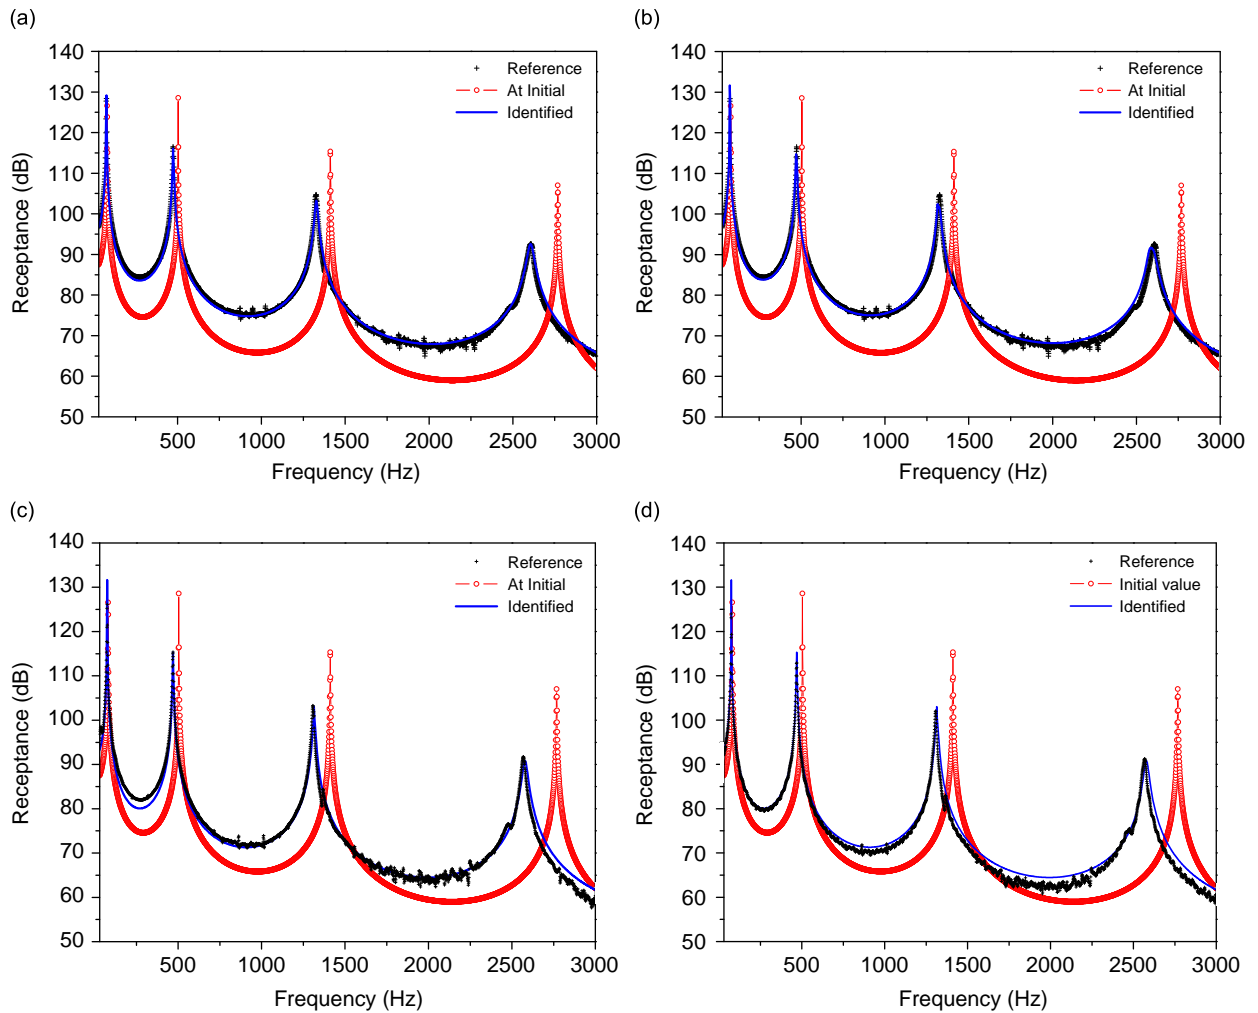 (a)
140
130
120
110
100
90
80
70
60
50
Receptance (dB)
Reference
At Initial
Identified
500 1000 1500 2000 2500 3000
Frequency (Hz)
(b)
140
130
120
110
100
90
80
70
60
50
Receptance (dB)
Reference
At Initial
Identified
500 1000 1500 2000 2500 3000
Frequency (Hz)
(c)
140
130
120
110
100
90
80
70
60
50
Receptance (dB)
Reference
At Initial
Identified
500 1000 1500 2000 2500 3000
Frequency (Hz)
(d)
140
130
120
110
100
90
80
70
60
50
Receptance (dB)
Reference
Initial value
Identified
500 1000 1500 2000 2500 3000
Frequency (Hz)